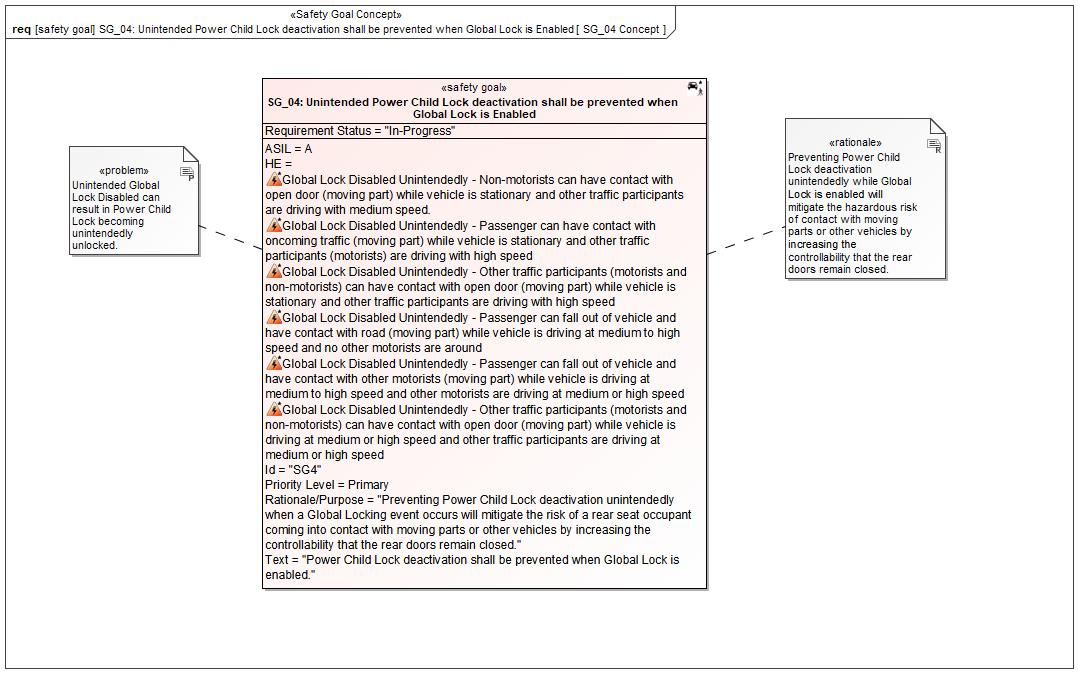 «Safety Goal Concept»
req [safety goal] SG_04: Unintended Power Child Lock deactivation shall be prevented when Global Lock is Enabled [ SG_04 Concept ]
«safety goal»
SG_04: Unintended Power Child Lock deactivation shall be prevented when
Global Lock is Enabled
Requirement Status = "In-Progress"
ASIL = A
HE =
Global Lock Disabled Unintendedly - Non-motorists can have contact with
open door (moving part) while vehicle is stationary and other traffic participants
are driving with medium speed.
Global Lock Disabled Unintendedly - Passenger can have contact with
oncoming traffic (moving part) while vehicle is stationary and other traffic
participants (motorists) are driving with high speed
Global Lock Disabled Unintendedly - Other traffic participants (motorists and
non-motorists) can have contact with open door (moving part) while vehicle is
stationary and other traffic participants are driving with high speed
Global Lock Disabled Unintendedly - Passenger can fall out of vehicle and
have contact with road (moving part) while vehicle is driving at medium to high
speed and no other motorists are around
Global Lock Disabled Unintendedly - Passenger can fall out of vehicle and
have contact with other motorists (moving part) while vehicle is driving at
medium to high speed and other motorists are driving at medium or high speed
Global Lock Disabled Unintendedly - Other traffic participants (motorists and
non-motorists) can have contact with open door (moving part) while vehicle is
driving at medium or high speed and other traffic participants are driving at
medium or high speed
Id = "SG4"
Priority Level = Primary
Rationale/Purpose = "Preventing Power Child Lock deactivation unintendedly
when a Global Locking event occurs will mitigate the risk of a rear seat occupant
coming into contact with moving parts or other vehicles by increasing the
controllability that the rear doors remain closed."
Text = "Power Child Lock deactivation shall be prevented when Global Lock is
enabled."
«problem»
P
Unintended Global
Lock Disabled can
result in Power Child
Lock becoming
unintendedly
unlocked.
«rationale»
R
Preventing Power Child
Lock deactivation
unintendedly while Global
Lock is enabled will
mitigate the hazardous risk
of contact with moving
parts or other vehicles by
increasing the
controllability that the rear
doors remain closed.